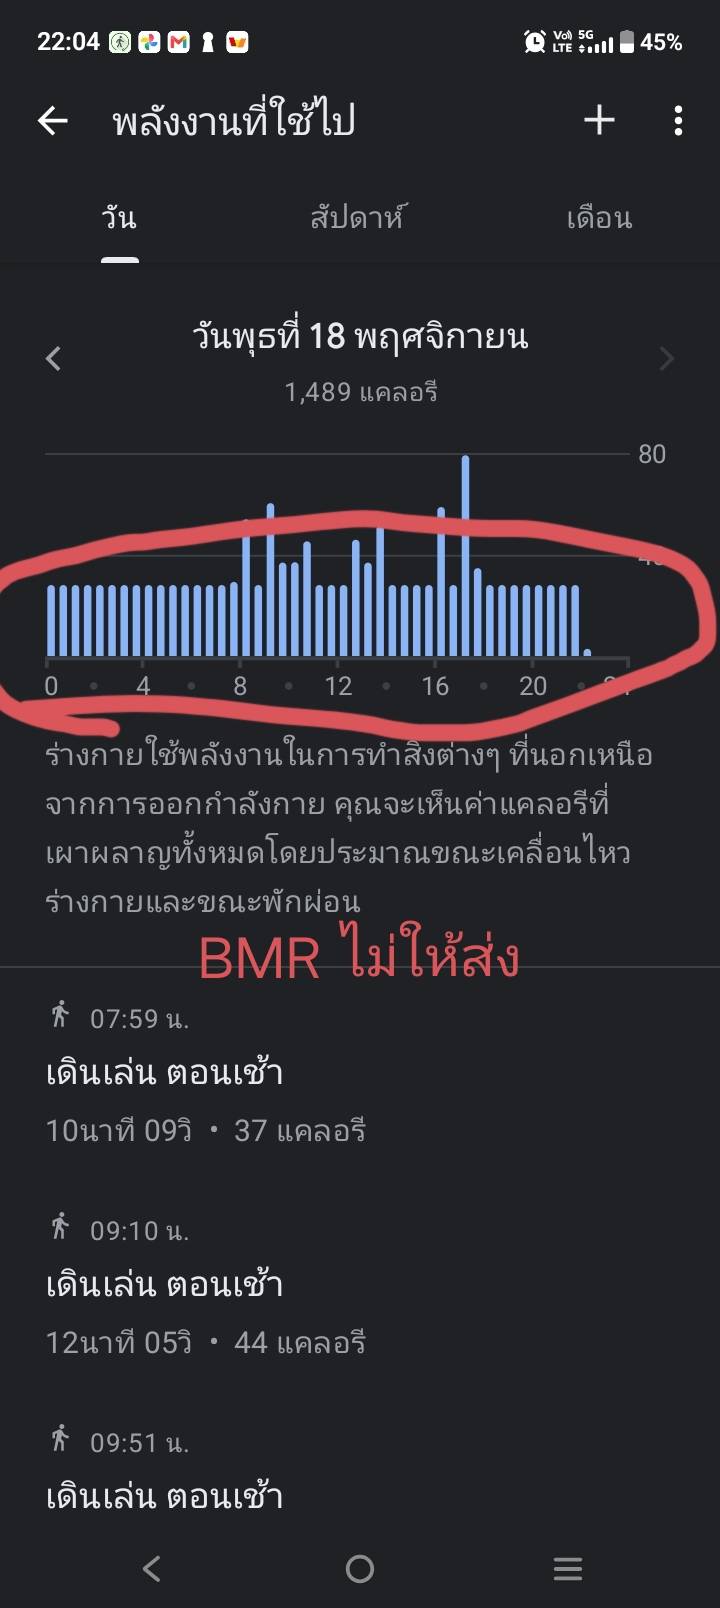 22:04
Vo) 5G
LTE
45%
พลังงานที่ใช้ไป
วัน สัปดาห์ เดือน
วันพุธที่ 18 พฤศจิกายน
1,489 แคลอรี
80
0 4 8 12 16 20
ร่างกายใช้พลังงานในการทำสิ่งต่างๆ ที่นอกเหนือ
จากการออกกำลังกาย คุณจะเห็นค่าแคลอรีที่
เผาผลาญทั้งหมดโดยประมาณขณะเคลื่อนไหว
ร่างกายและขณะพักผ่อน
BMR ไม่ให้ส่ง
07:59 น.
เดินเล่น ตอนเช้า
10นาที 09วิ • 37 แคลอรี
09:10 น.
เดินเล่น ตอนเช้า
12นาที 05วิ • 44 แคลอรี
09:51 น.
เดินเล่น ตอนเช้า